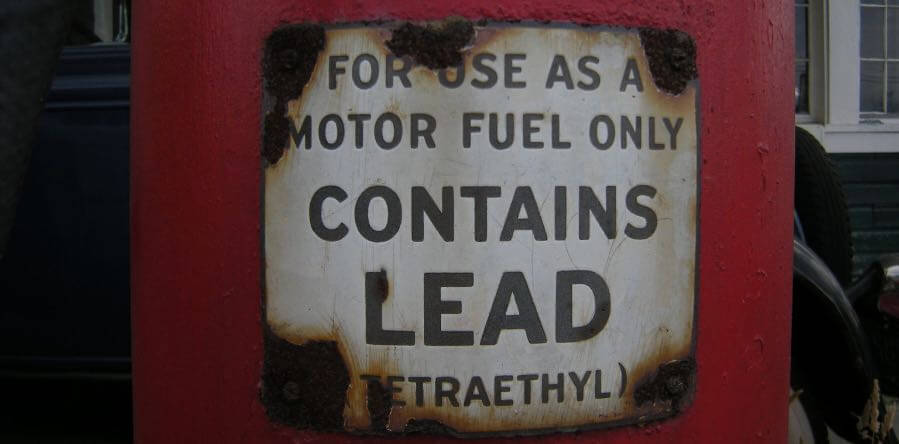 FOR USE AS A
MOTOR FUEL ONLY
CONTAINS
LEAD
TETRAETHYL)